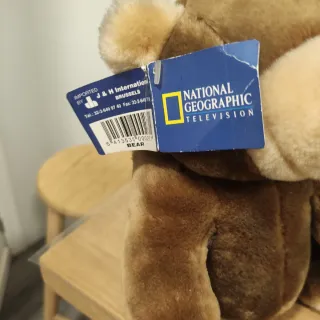 IMPORTED
BY
J & H International
BRUSSELS
BEAR
NATIONAL
GEOGRAPHIC
TELEVISION